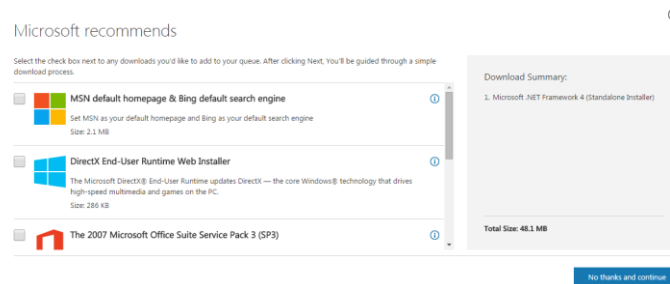 Microsoft recommends
Select the check box next to any downloads you'd like to add to your queue. After clicking Next, You'll be guided through a simple
download process.
MSN default homepage & Bing default search engine
Set MSN as your default homepage and Bing as your default search engine
Size: 2.1 MB
DirectX End-User Runtime Web Installer
The Microsoft DirectX® End-User Runtime updates DirectX — the core Windows® technology that drives
high-speed multimedia and games on the PC.
Size: 286 KB
The 2007 Microsoft Office Suite Service Pack 3 (SP3)
Download Summary:
1. Microsoft .NET Framework 4 (Standalone Installer)
Total Size: 48.1 MB
No thanks and continue